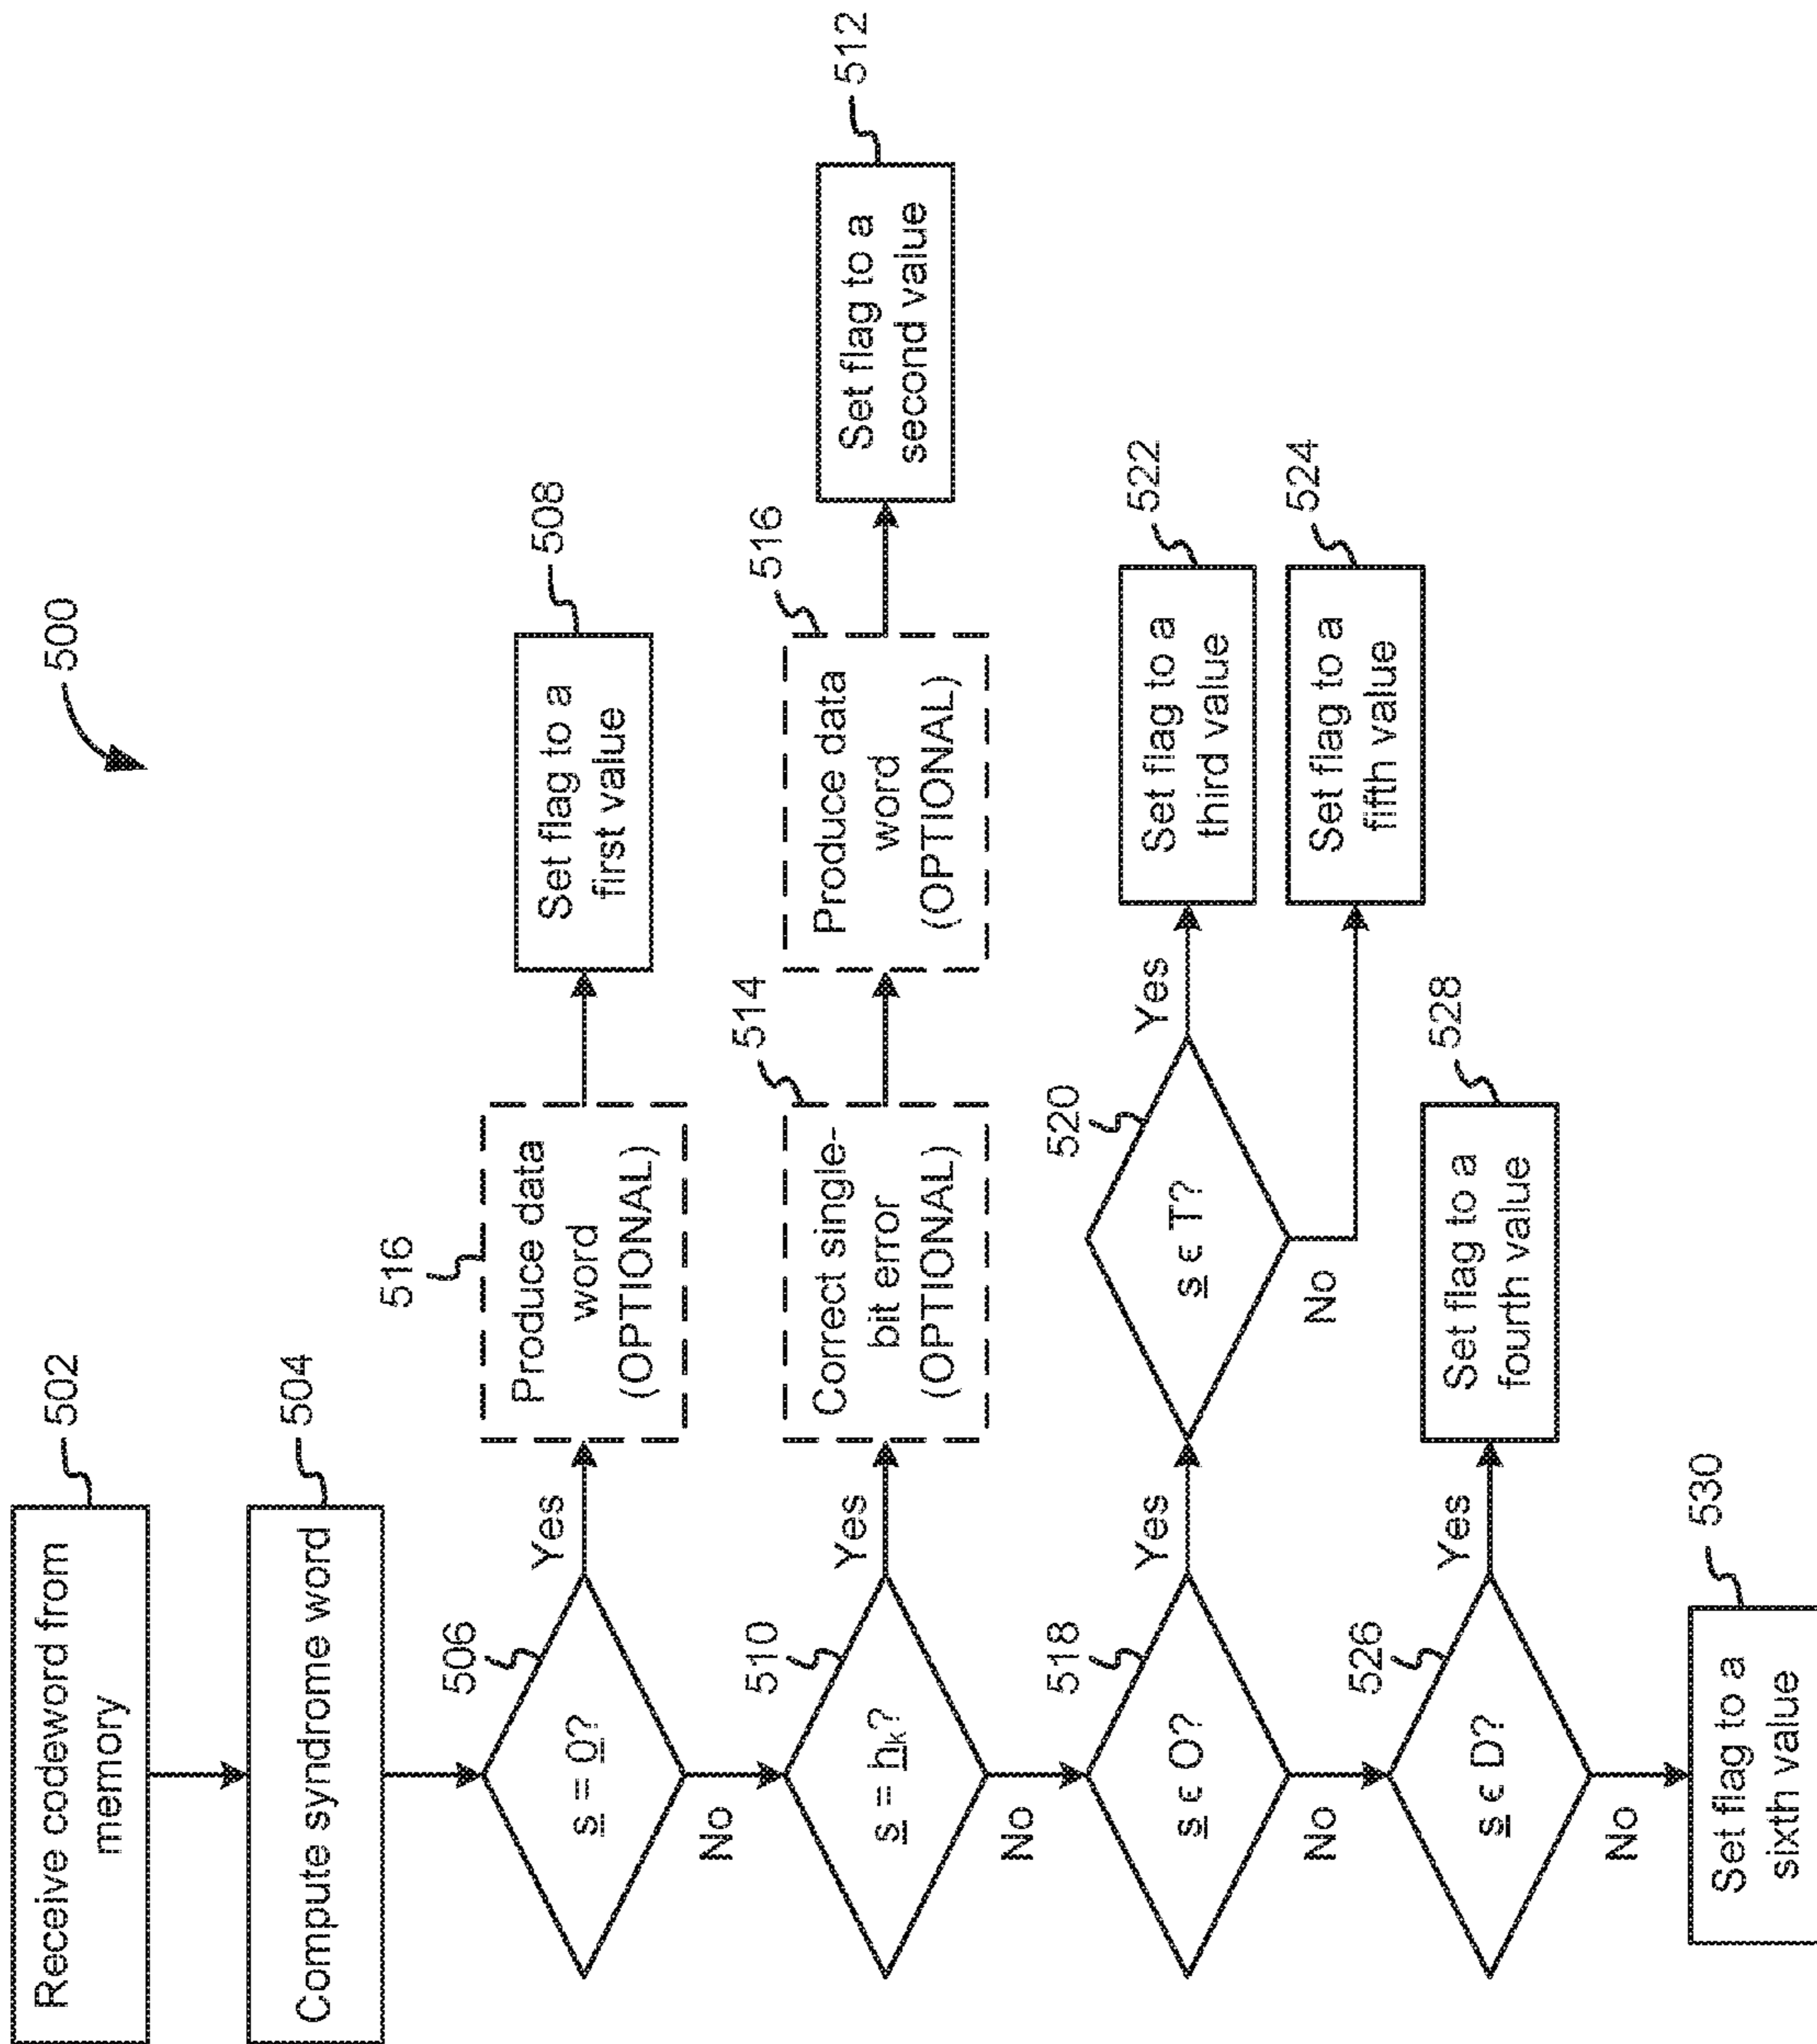 500
Receive codeword from
memory
502
Compute syndrome word
504
506
s = 0?
Yes
No
516
Produce data
word
(OPTIONAL)
508
Set flag to a
first value
510
s = hk?
Yes
No
514
Correct single-
bit error
(OPTIONAL)
516
Produce data
word
(OPTIONAL)
512
Set flag to a
second value
518
s ϵ O?
Yes
No
520
s ϵ T?
Yes
No
522
Set flag to a
third value
524
Set flag to a
fifth value
526
s ϵ D?
Yes
No
528
Set flag to a
fourth value
530
Set flag to a
sixth value